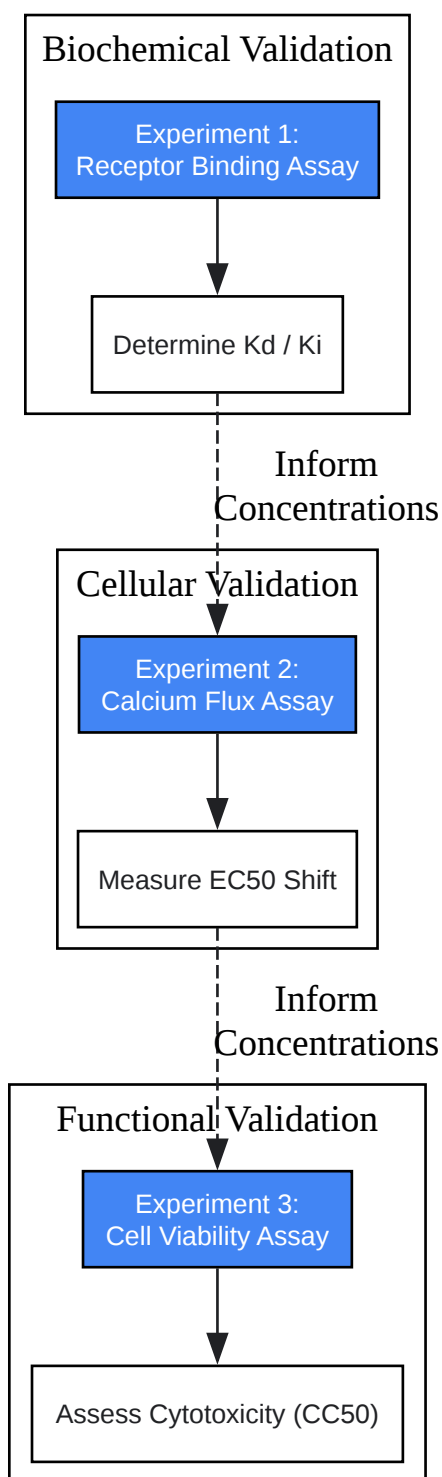 Biochemical Validation
Experiment 1:
Receptor Binding Assay
Determine Kd / Ki
Inform
Concentrations
Cellular Validation
Experiment 2:
Calcium Flux Assay
Measure EC50 Shift
Inform
Concentrations
Functional Validation
Experiment 3:
Cell Viability Assay
Assess Cytotoxicity (CC50)